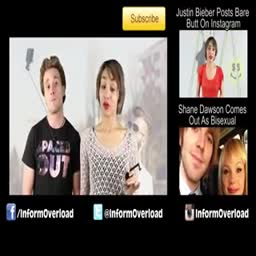 Subscribe
Justin Bieber Posts Bare
Butt On Instagram
$$
Shane Dawson Comes
Out As Bisexual
SPACED
OUT
f /InformOverload
@InformOverload
InformOverload